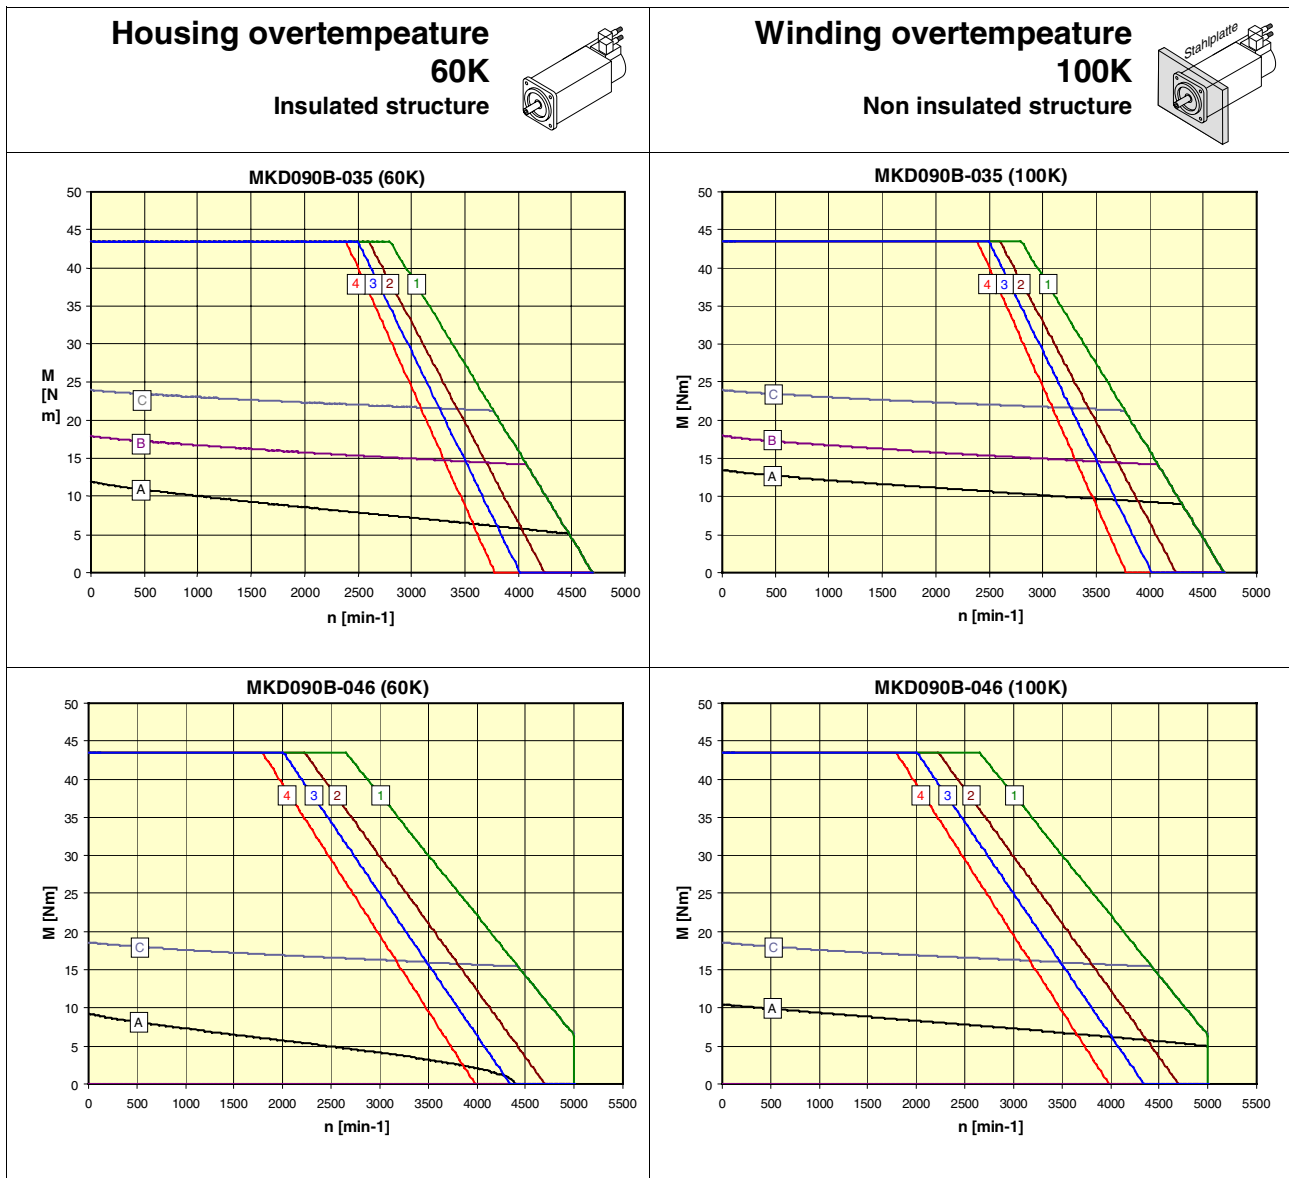 Housing overtempeature
60K
Insulated structure
Winding overtempeature
100K
Non insulated structure
Stahlplatte
MKD090B-035 (60K)
50
45
40
35
30
25
20
15
10
5
0
M
[N
m]
4
3
2
1
C
B
A
0 500 1000 1500 2000 2500 3000 3500 4000 4500 5000
n [min-1]
MKD090B-035 (100K)
50
45
40
35
30
25
20
15
10
5
0
M [Nm]
4
3
2
1
C
B
A
0 500 1000 1500 2000 2500 3000 3500 4000 4500 5000
n [min-1]
MKD090B-046 (60K)
50
45
40
35
30
25
20
15
10
5
0
M [Nm]
4
3
2
1
C
A
0 500 1000 1500 2000 2500 3000 3500 4000 4500 5000 5500
n [min-1]
MKD090B-046 (100K)
50
45
40
35
30
25
20
15
10
5
0
M [Nm]
4
3
2
1
C
A
0 500 1000 1500 2000 2500 3000 3500 4000 4500 5000 5500
n [min-1]